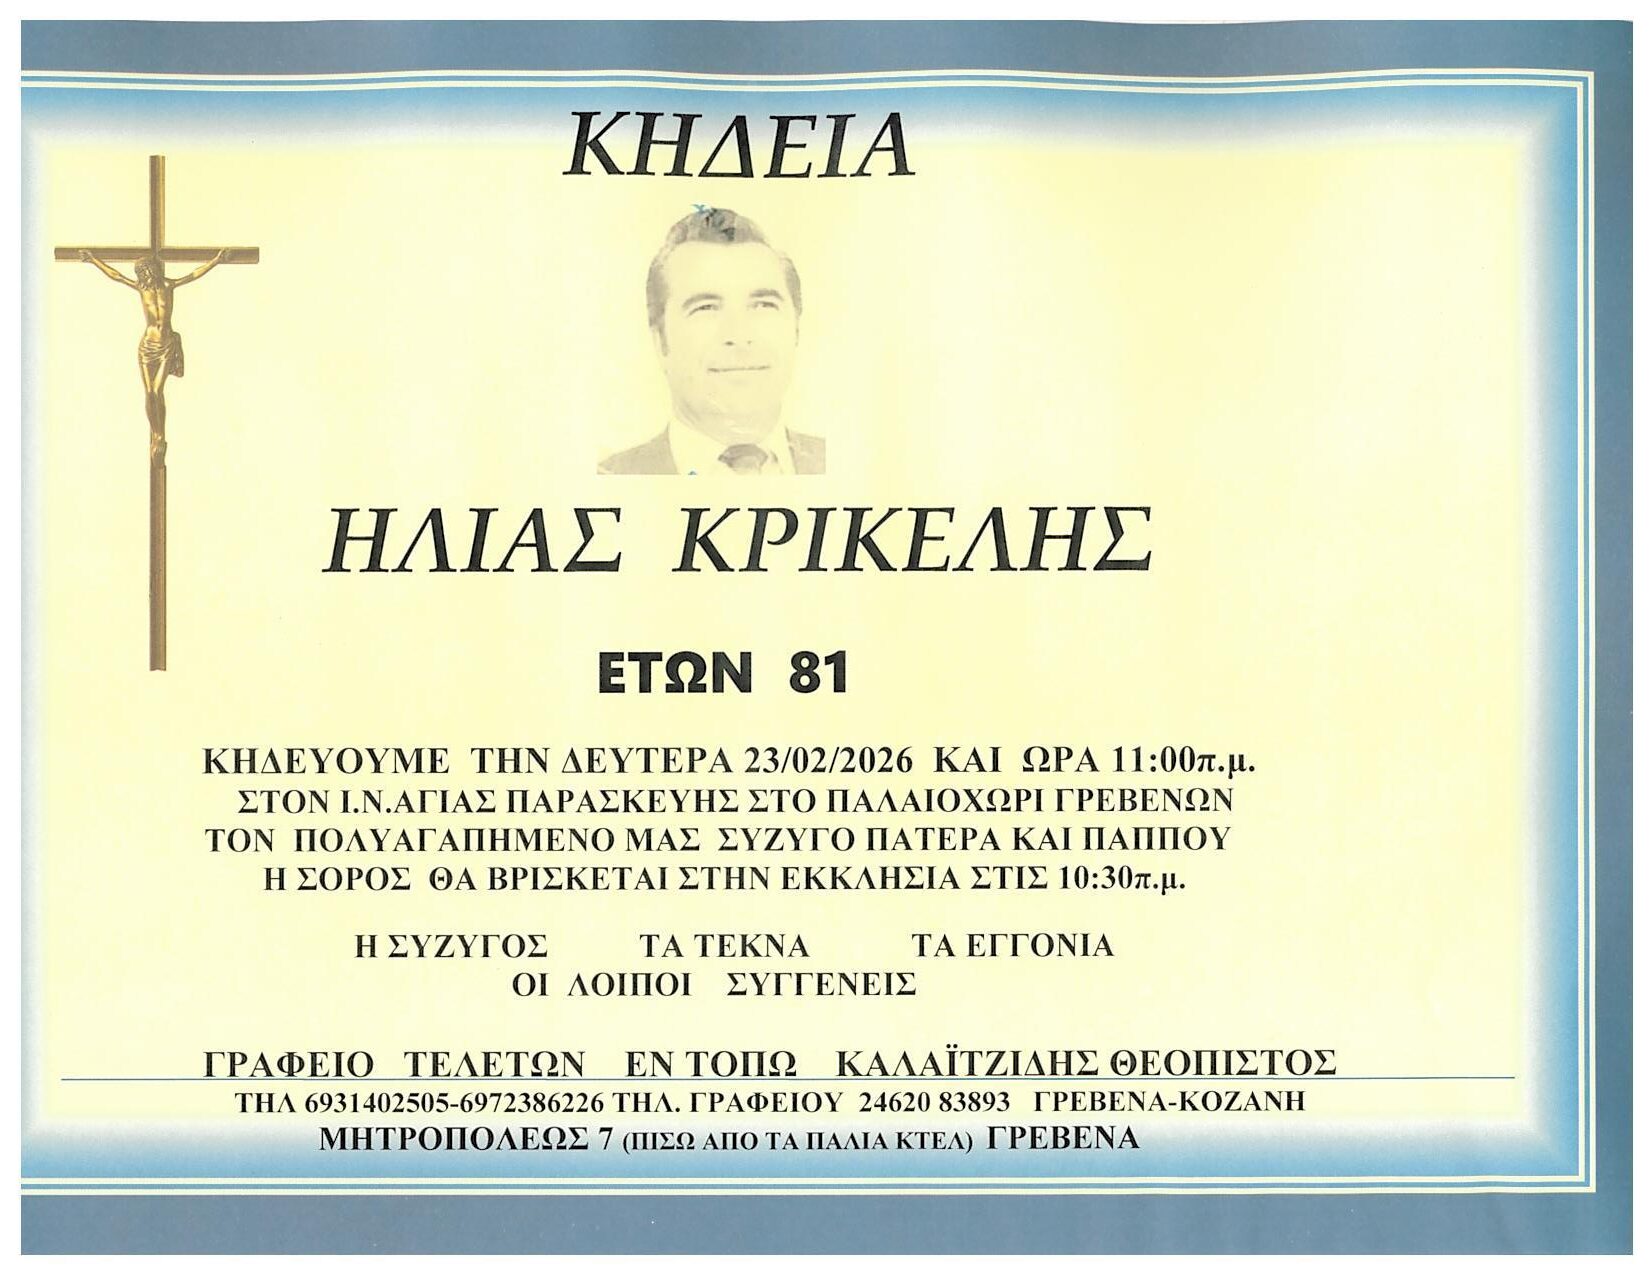 ΚΗΔΕΙΑ
ΗΛΙΑΣ ΚΡΙΚΕΛΗΣ
ΕΤΩΝ 81
ΚΗΔΕΥΟΥΜΕ ΤΗΝ ΔΕΥΤΕΡΑ 23/02/2026 ΚΑΙ ΩΡΑ 11:00π.μ.
ΣΤΟΝ Ι.Ν.ΑΓΙΑΣ ΠΑΡΑΣΚΕΥΗΣ ΣΤΟ ΠΑΛΑΙΟΧΩΡΙ ΓΡΕΒΕΝΩΝ
ΤΟΝ ΠΟΛΥΑΓΑΠΗΜΕΝΟ ΜΑΣ ΣΥΖΥΓΟ ΠΑΤΕΡΑ ΚΑΙ ΠΑΠΠΟΥ
Η ΣΟΡΟΣ ΘΑ ΒΡΙΣΚΕΤΑΙ ΣΤΗΝ ΕΚΚΛΗΣΙΑ ΣΤΙΣ 10:30π.μ.
Η ΣΥΖΥΓΟΣ ΤΑ ΤΕΚΝΑ ΤΑ ΕΓΓΟΝΙΑ
ΟΙ ΛΟΙΠΟΙ ΣΥΓΓΕΝΕΙΣ
ΓΡΑΦΕΙΟ ΤΕΛΕΤΩΝ ΕΝ ΤΟΠΩ ΚΑΛΑΪΤΖΙΔΗΣ ΘΕΟΠΙΣΤΟΣ
ΤΗΛ 6931402505-6972386226 ΤΗΛ. ΓΡΑΦΕΙΟΥ 24620 83893 ΓΡΕΒΕΝΑ-ΚΟΖΑΝΗ
ΜΗΤΡΟΠΟΛΕΩΣ 7 (ΠΙΣΩ ΑΠΟ ΤΑ ΠΑΛΙΑ ΚΤΕΛ) ΓΡΕΒΕΝΑ